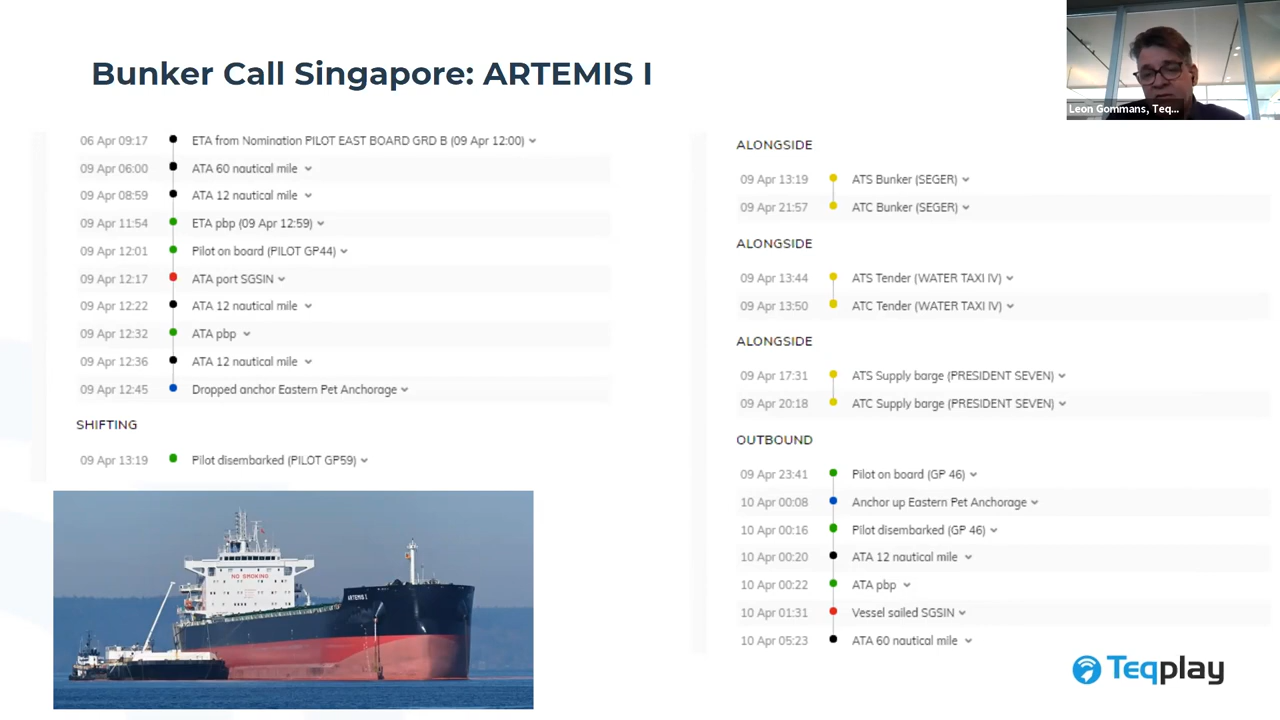 Bunker Call Singapore: ARTEMIS I
Leon Gommans, Teq...
06 Apr 09:17 ETA from Nomination PILOT EAST BOARD GRD B (09 Apr 12:00)
09 Apr 06:00 ATA 60 nautical mile
09 Apr 08:59 ATA 12 nautical mile
09 Apr 11:54 ETA pbp (09 Apr 12:59)
09 Apr 12:01 Pilot on board (PILOT GP44)
09 Apr 12:17 ATA port SGSIN
09 Apr 12:22 ATA 12 nautical mile
09 Apr 12:32 ATA pbp
09 Apr 12:36 ATA 12 nautical mile
09 Apr 12:45 Dropped anchor Eastern Pet Anchorage
SHIFTING
09 Apr 13:19 Pilot disembarked (PILOT GP59)
NO SMOKING
ARTEMIS I
ALONGSIDE
09 Apr 13:19 ATS Bunker (SEGER)
09 Apr 21:57 ATC Bunker (SEGER)
ALONGSIDE
09 Apr 13:44 ATS Tender (WATER TAXI IV)
09 Apr 13:50 ATC Tender (WATER TAXI IV)
ALONGSIDE
09 Apr 17:31 ATS Supply barge (PRESIDENT SEVEN)
09 Apr 20:18 ATC Supply barge (PRESIDENT SEVEN)
OUTBOUND
09 Apr 23:41 Pilot on board (GP 46)
10 Apr 00:08 Anchor up Eastern Pet Anchorage
10 Apr 00:16 Pilot disembarked (GP 46)
10 Apr 00:20 ATA 12 nautical mile
10 Apr 00:22 ATA pbp
10 Apr 01:31 Vessel sailed SGSIN
10 Apr 05:23 ATA 60 nautical mile
Teqplay